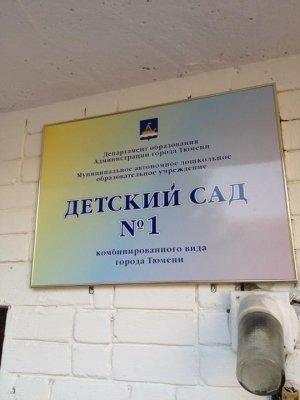 Департамент образования
Администрации города Тюмени
Муниципальное автономное дошкольное
образовательное учреждение
ДЕТСКИЙ САД
№1
комбинированного вида
города Тюмени